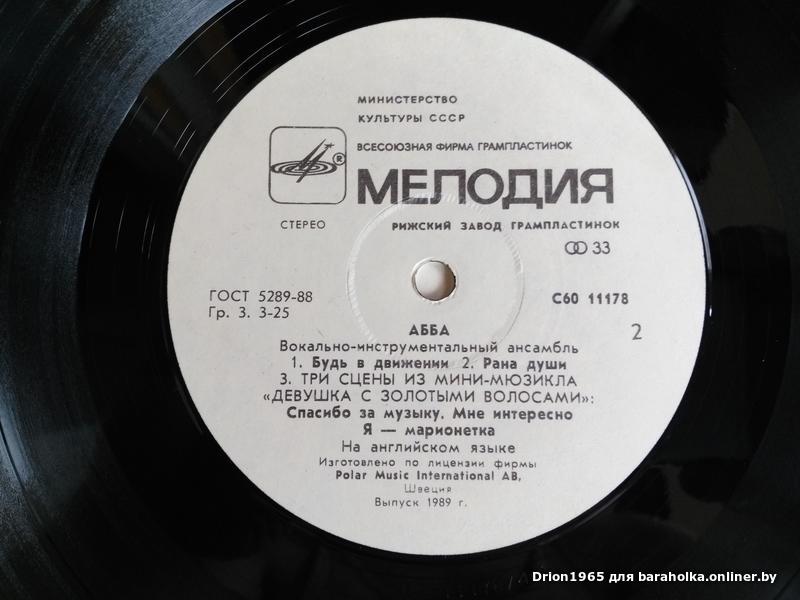 МИНИСТЕРСТВО
КУЛЬТУРЫ СССР
ВСЕСОЮЗНАЯ ФИРМА ГРАМПЛАСТИНОК
®
МЕЛОДИЯ
СТЕРЕО
РИЖСКИЙ ЗАВОД ГРАМПЛАСТИНОК
33
ГОСТ 5289-88
Гр. 3. 3-25
С60 11178
2
АББА
Вокально-инструментальный ансамбль
1. Будь в движении 2. Рана души
3. ТРИ СЦЕНЫ ИЗ МИНИ-МЮЗИКЛА
«ДЕВУШКА С ЗОЛОТЫМИ ВОЛОСАМИ»:
Спасибо за музыку. Мне интересно
Я — марионетка
На английском языке
Изготовлено по лицензии фирмы
Polar Music International AB,
Швеция
Выпуск 1989 г.
Drion1965 для baraholka.onliner.by